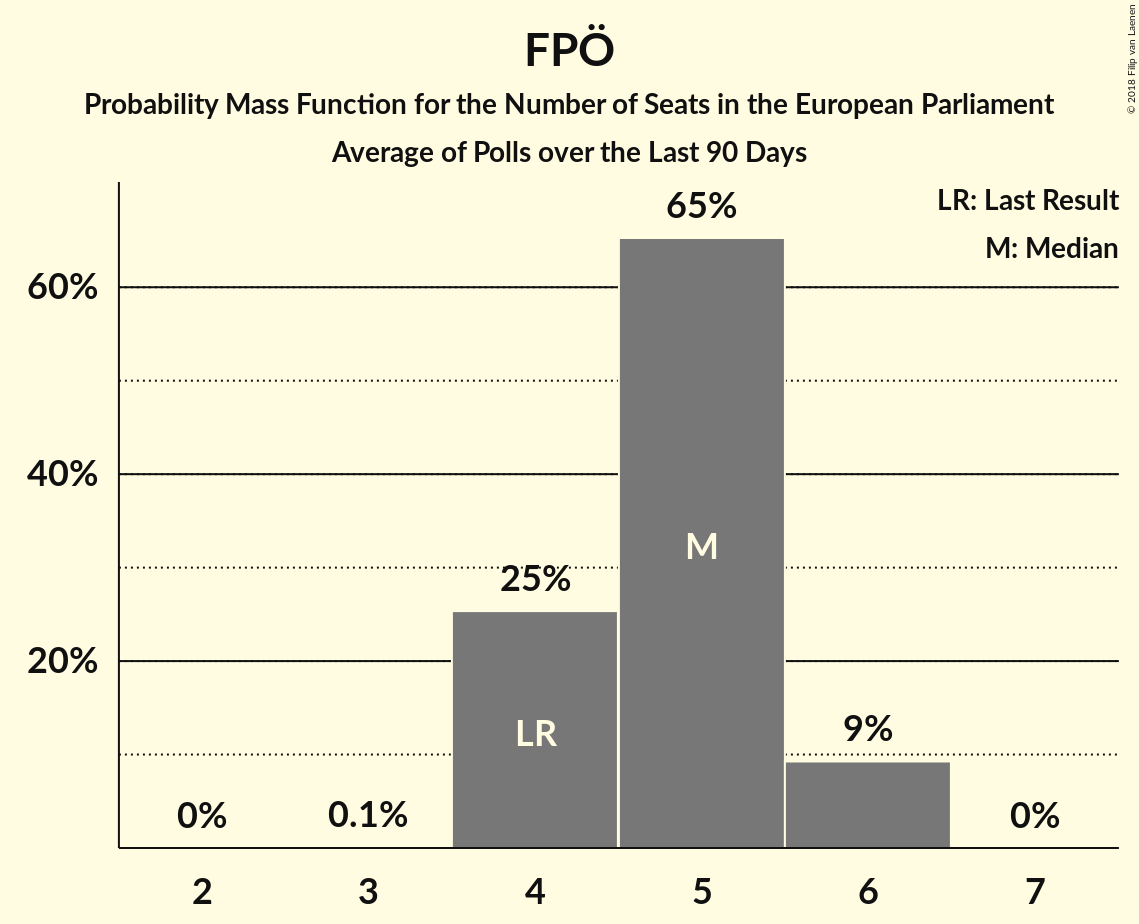 FPÖ
Probability Mass Function for the Number of Seats in the European Parliament
Average of Polls over the Last 90 Days
© 2018 Filip van Laenen
LR: Last Result
M: Median
60%
40%
20%
0%
0.1%
25%
65%
9%
0%
LR
M
2 3 4 5 6 7